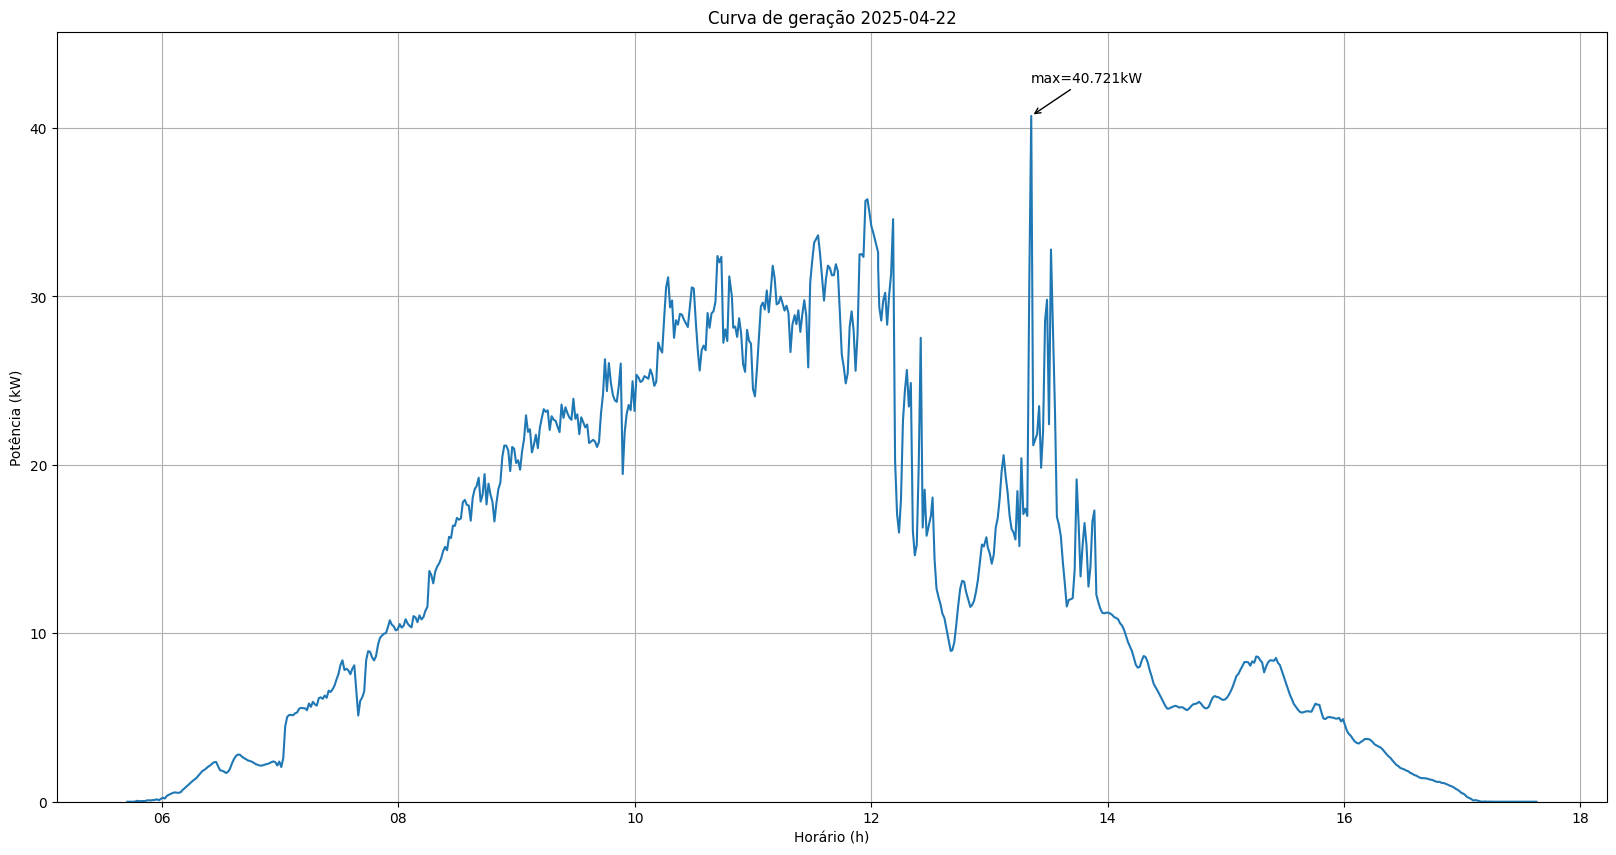 Curva de geração 2025-04-22
max=40.721kW
Potência (kW)
40
30
20
10
0
06 08 10 12 14 16 18
Horário (h)